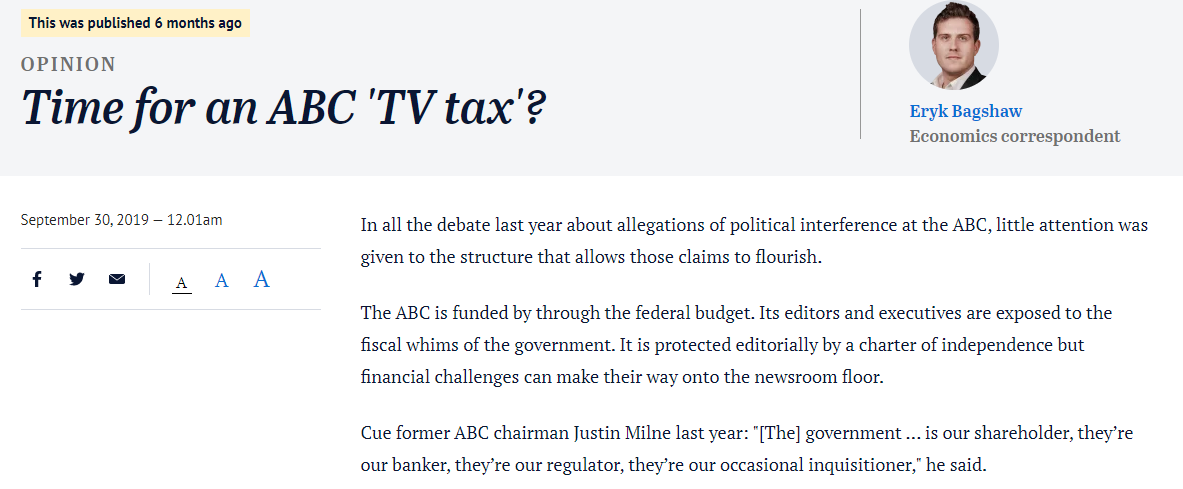 This was published 6 months ago
OPINION
Time for an ABC 'TV tax'?
Eryk Bagshaw
Economics correspondent
September 30, 2019 — 12.01am
A A A
In all the debate last year about allegations of political interference at the ABC, little attention was
given to the structure that allows those claims to flourish.
The ABC is funded by through the federal budget. Its editors and executives are exposed to the
fiscal whims of the government. It is protected editorially by a charter of independence but
financial challenges can make their way onto the newsroom floor.
Cue former ABC chairman Justin Milne last year: "[The] government ... is our shareholder, they’re
our banker, they’re our regulator, they’re our occasional inquisitioner," he said.